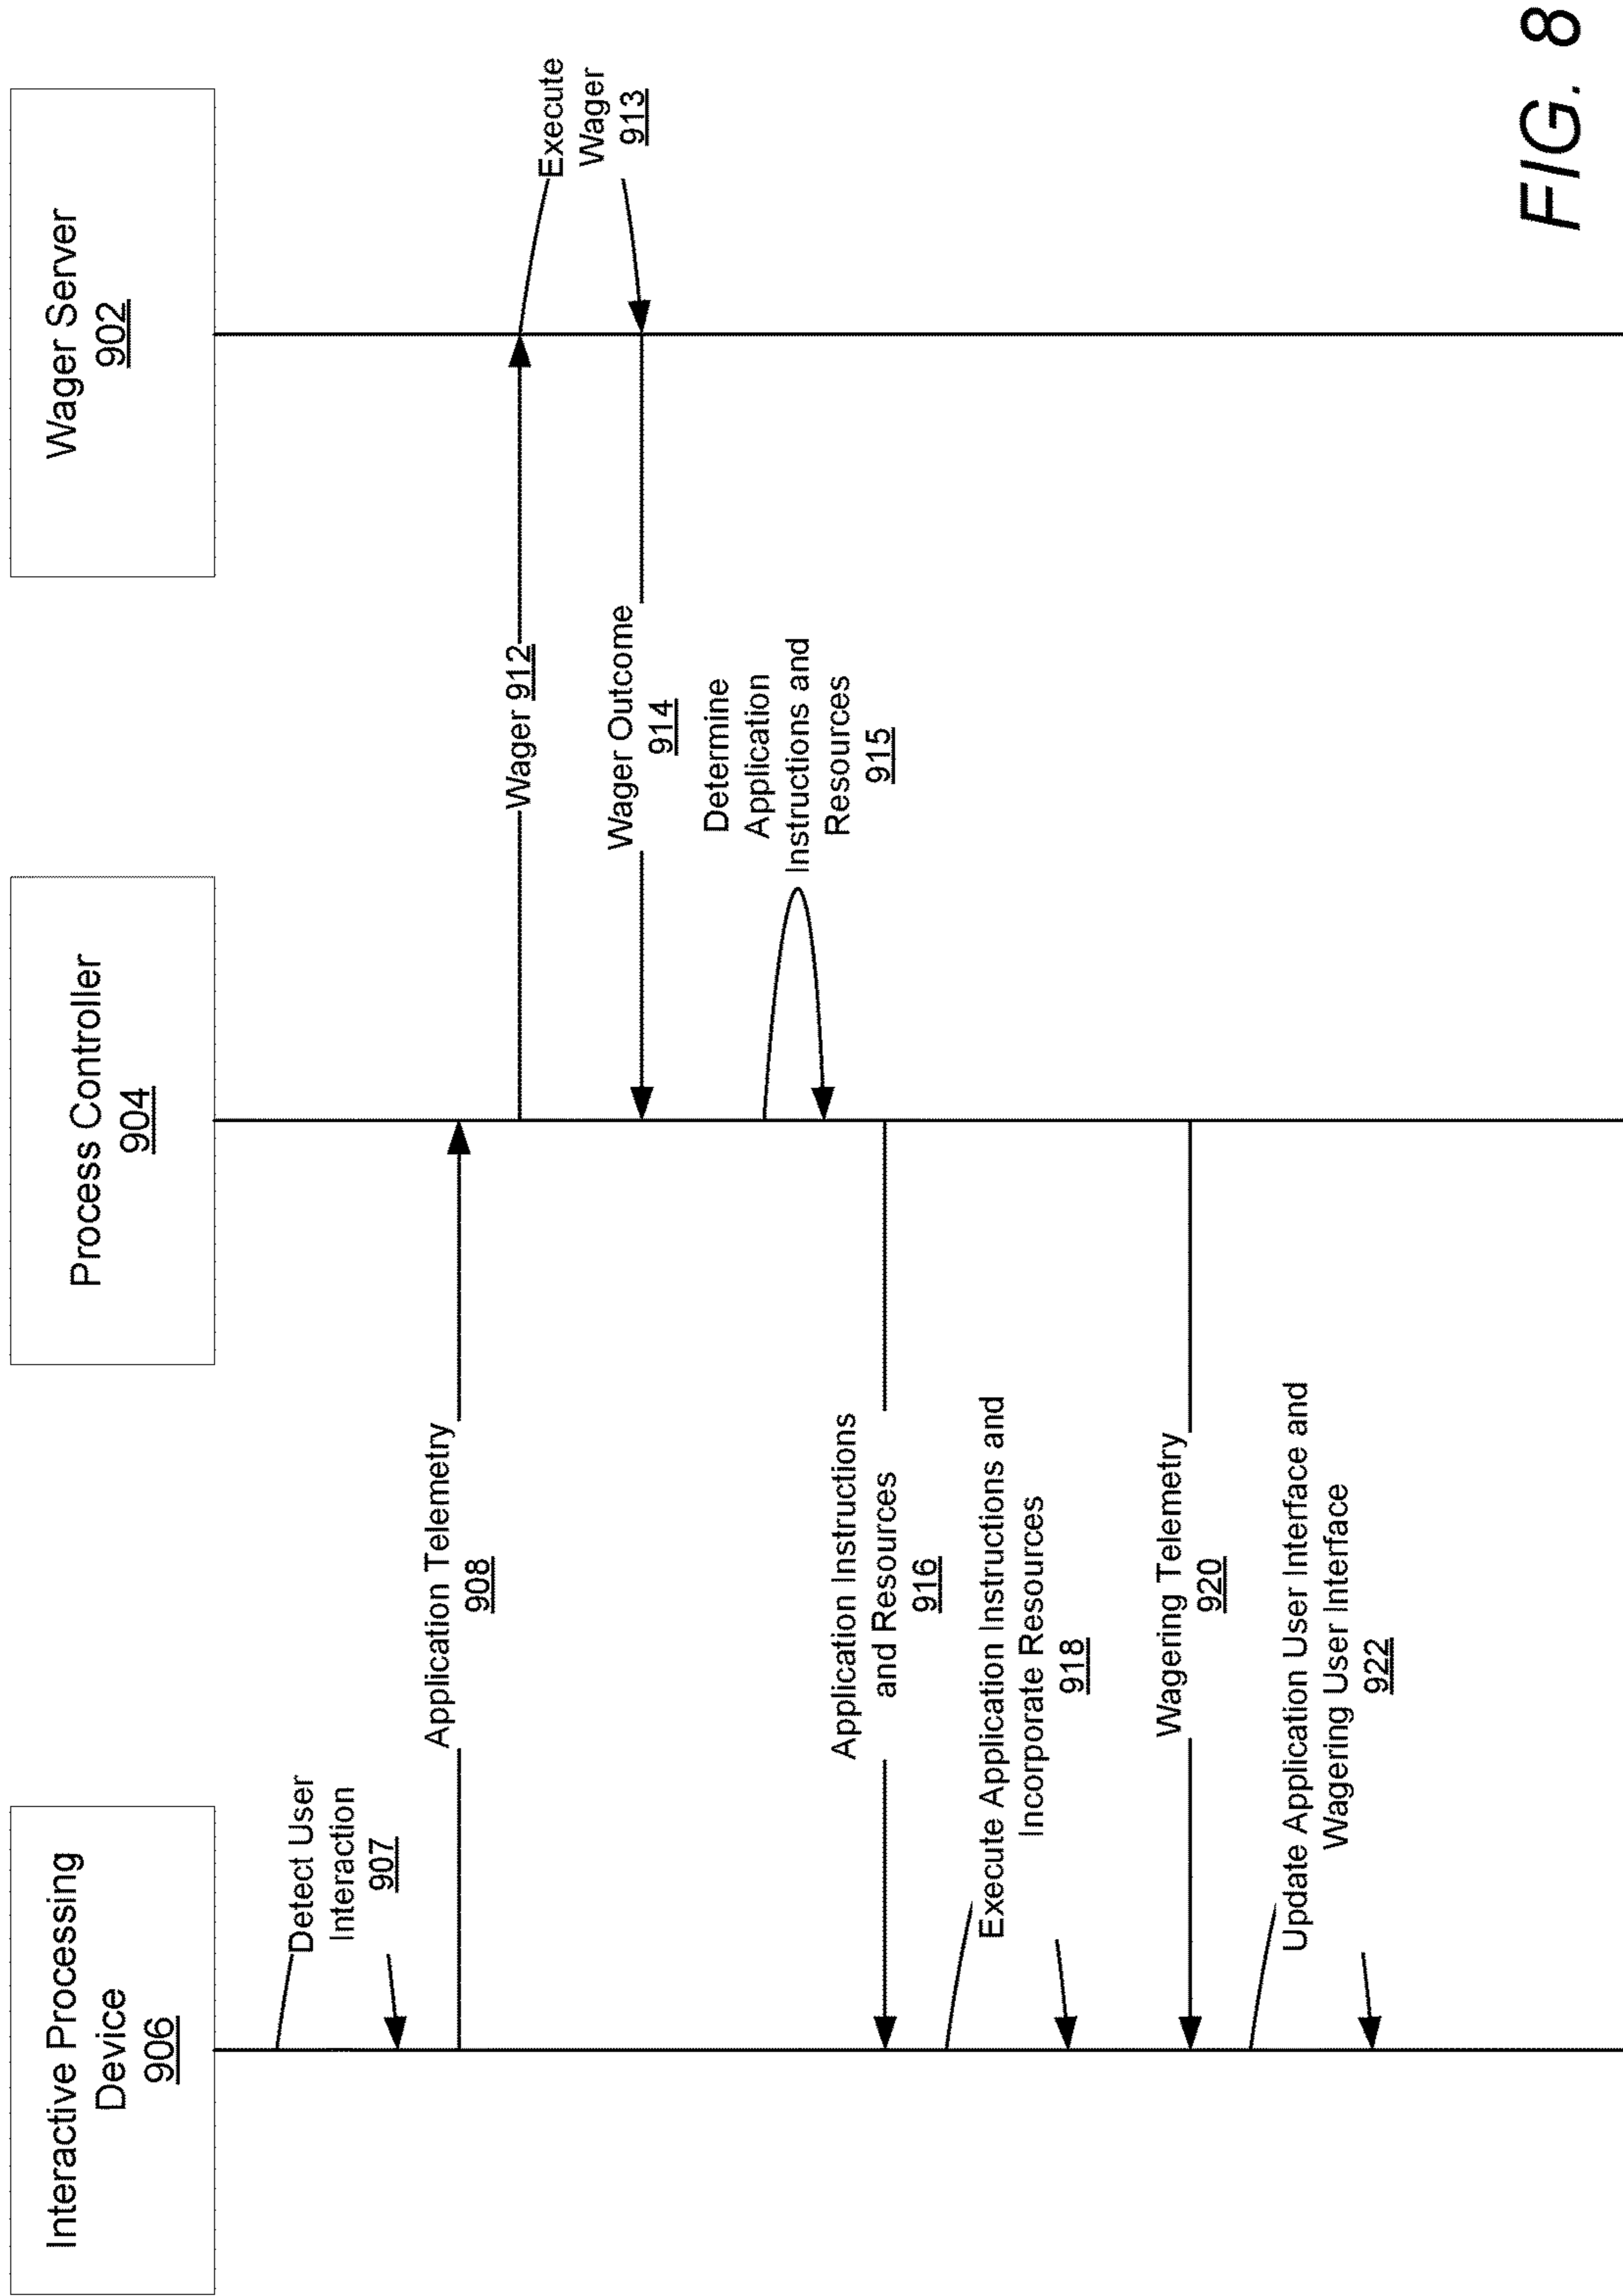 Interactive Processing
Device
906
Process Controller
904
Wager Server
902
Detect User
Interaction
907
Application Telemetry
908
Wager 912
Execute
Wager
913
Wager Outcome
914
Determine
Application
Instructions and
Resources
915
Application Instructions
and Resources
916
Execute Application Instructions and
Incorporate Resources
918
Wagering Telemetry
920
Update Application User Interface and
Wagering User Interface
922
FIG. 8